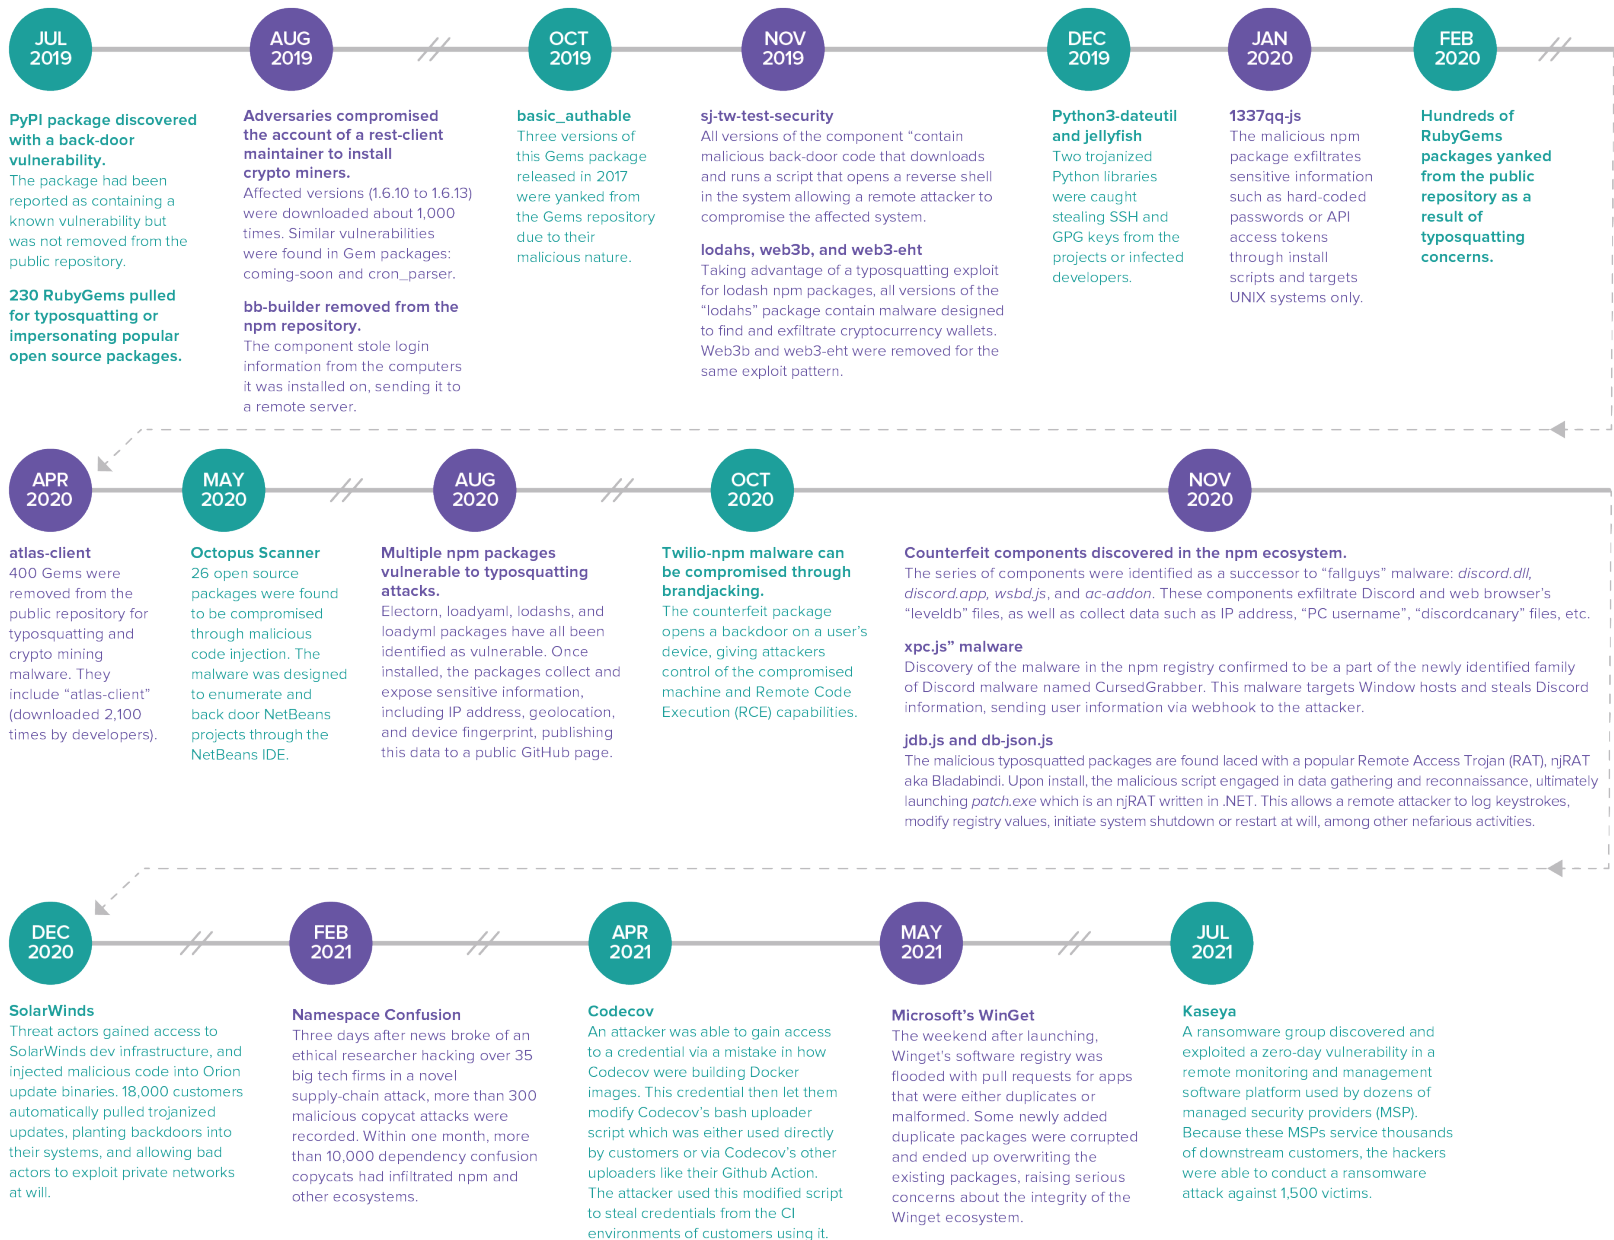 JUL
2019
PyPI package discovered
with a back-door
vulnerability.
The package had been
reported as containing a
known vulnerability but
was not removed from the
public repository.
230 RubyGems pulled
for typosquatting or
impersonating popular
open source packages.
AUG
2019
Adversaries compromised
the account of a rest-client
maintainer to install
crypto miners.
Affected versions (1.6.10 to 1.6.13)
were downloaded about 1,000
times. Similar vulnerabilities
were found in Gem packages:
coming-soon and cron_parser.
bb-builder removed from the
npm repository.
The component stole login
information from the computers
it was installed on, sending it to
a remote server.
OCT
2019
basic_authable
Three versions of
this Gems package
released in 2017
were yanked from
the Gems repository
due to their
malicious nature.
NOV
2019
sj-tw-test-security
All versions of the component “contain
malicious back-door code that downloads
and runs a script that opens a reverse shell
in the system allowing a remote attacker to
compromise the affected system.
lodahs, web3b, and web3-eht
Taking advantage of a typosquatting exploit
for lodash npm packages, all versions of the
“lodahs” package contain malware designed
to find and exfiltrate cryptocurrency wallets.
Web3b and web3-eht were removed for the
same exploit pattern.
DEC
2019
Python3-dateutil
and jellyfish
Two trojanized
Python libraries
were caught
stealing SSH and
GPG keys from the
projects or infected
developers.
JAN
2020
1337qq-js
The malicious npm
package exfiltrates
sensitive information
such as hard-coded
passwords or API
access tokens
through install
scripts and targets
UNIX systems only.
FEB
2020
Hundreds of
RubyGems
packages yanked
from the public
repository as a
result of
typosquatting
concerns.
APR
2020
atlas-client
400 Gems were
removed from the
public repository for
typosquatting and
crypto mining
malware. They
include “atlas-client”
(downloaded 2,100
times by developers).
MAY
2020
Octopus Scanner
26 open source
packages were found
to be compromised
through malicious
code injection. The
malware was designed
to enumerate and
back door NetBeans
projects through the
NetBeans IDE.
AUG
2020
Multiple npm packages
vulnerable to typosquatting
attacks.
Electorn, loadyaml, lodashs, and
loadyml packages have all been
identified as vulnerable. Once
installed, the packages collect and
expose sensitive information,
including IP address, geolocation,
and device fingerprint, publishing
this data to a public GitHub page.
OCT
2020
Twilio-npm malware can
be compromised through
brandjacking.
The counterfeit package
opens a backdoor on a user’s
device, giving attackers
control of the compromised
machine and Remote Code
Execution (RCE) capabilities.
NOV
2020
Counterfeit components discovered in the npm ecosystem.
The series of components were identified as a successor to “fallguys” malware: discord.dll,
discord.app, wsbd.js, and ac-addon. These components exfiltrate Discord and web browser’s
“leveldb” files, as well as collect data such as IP address, “PC username”, “discordcanary” files, etc.
xpc.js” malware
Discovery of the malware in the npm registry confirmed to be a part of the newly identified family
of Discord malware named CursedGrabber. This malware targets Window hosts and steals Discord
information, sending user information via webhook to the attacker.
jdb.js and db-json.js
The malicious typosquatted packages are found laced with a popular Remote Access Trojan (RAT), njRAT
aka Bladabindi. Upon install, the malicious script engaged in data gathering and reconnaissance, ultimately
launching patch.exe which is an njRAT written in .NET. This allows a remote attacker to log keystrokes,
modify registry values, initiate system shutdown or restart at will, among other nefarious activities.
DEC
2020
SolarWinds
Threat actors gained access to
SolarWinds dev infrastructure, and
injected malicious code into Orion
update binaries. 18,000 customers
automatically pulled trojanized
updates, planting backdoors into
their systems, and allowing bad
actors to exploit private networks
at will.
FEB
2021
Namespace Confusion
Three days after news broke of an
ethical researcher hacking over 35
big tech firms in a novel
supply-chain attack, more than 300
malicious copycat attacks were
recorded. Within one month, more
than 10,000 dependency confusion
copycats had infiltrated npm and
other ecosystems.
APR
2021
Codecov
An attacker was able to gain access
to a credential via a mistake in how
Codecov were building Docker
images. This credential then let them
modify Codecov’s bash uploader
script which was either used directly
by customers or via Codecov’s other
uploaders like their Github Action.
The attacker used this modified script
to steal credentials from the CI
environments of customers using it.
MAY
2021
Microsoft’s WinGet
The weekend after launching,
Winget's software registry was
flooded with pull requests for apps
that were either duplicates or
malformed. Some newly added
duplicate packages were corrupted
and ended up overwriting the
existing packages, raising serious
concerns about the integrity of the
Winget ecosystem.
JUL
2021
Kaseya
A ransomware group discovered and
exploited a zero-day vulnerability in a
remote monitoring and management
software platform used by dozens of
managed security providers (MSP).
Because these MSPs service thousands
of downstream customers, the hackers
were able to conduct a ransomware
attack against 1,500 victims.